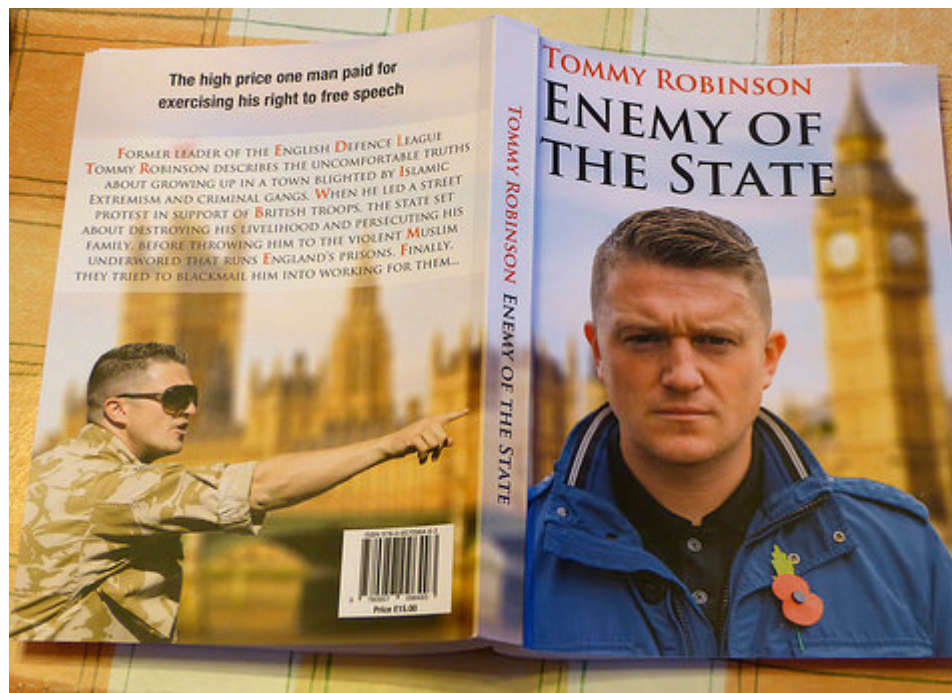 The high price one man paid for
exercising his right to free speech
FORMER LEADER OF THE ENGLISH DEFENCE LEAGUE
TOMMY ROBINSON DESCRIBES THE UNCOMFORTABLE TRUTHS
ABOUT GROWING UP IN A TOWN BLIGHTED BY ISLAMIC
EXTREMISM AND CRIMINAL GANGS. WHEN HE LED A STREET
PROTEST IN SUPPORT OF BRITISH TROOPS, THE STATE SET
ABOUT DESTROYING HIS LIVELIHOOD AND PERSECUTING HIS
FAMILY, BEFORE THROWING HIM TO THE VIOLENT MUSLIM
UNDERWORLD THAT RUNS ENGLAND'S PRISONS. FINALLY,
THEY TRIED TO BLACKMAIL HIM INTO WORKING FOR THEM...
ISBN
Price £15.00
TOMMY ROBINSON ENEMY OF THE STATE
TOMMY ROBINSON
ENEMY OF
THE STATE